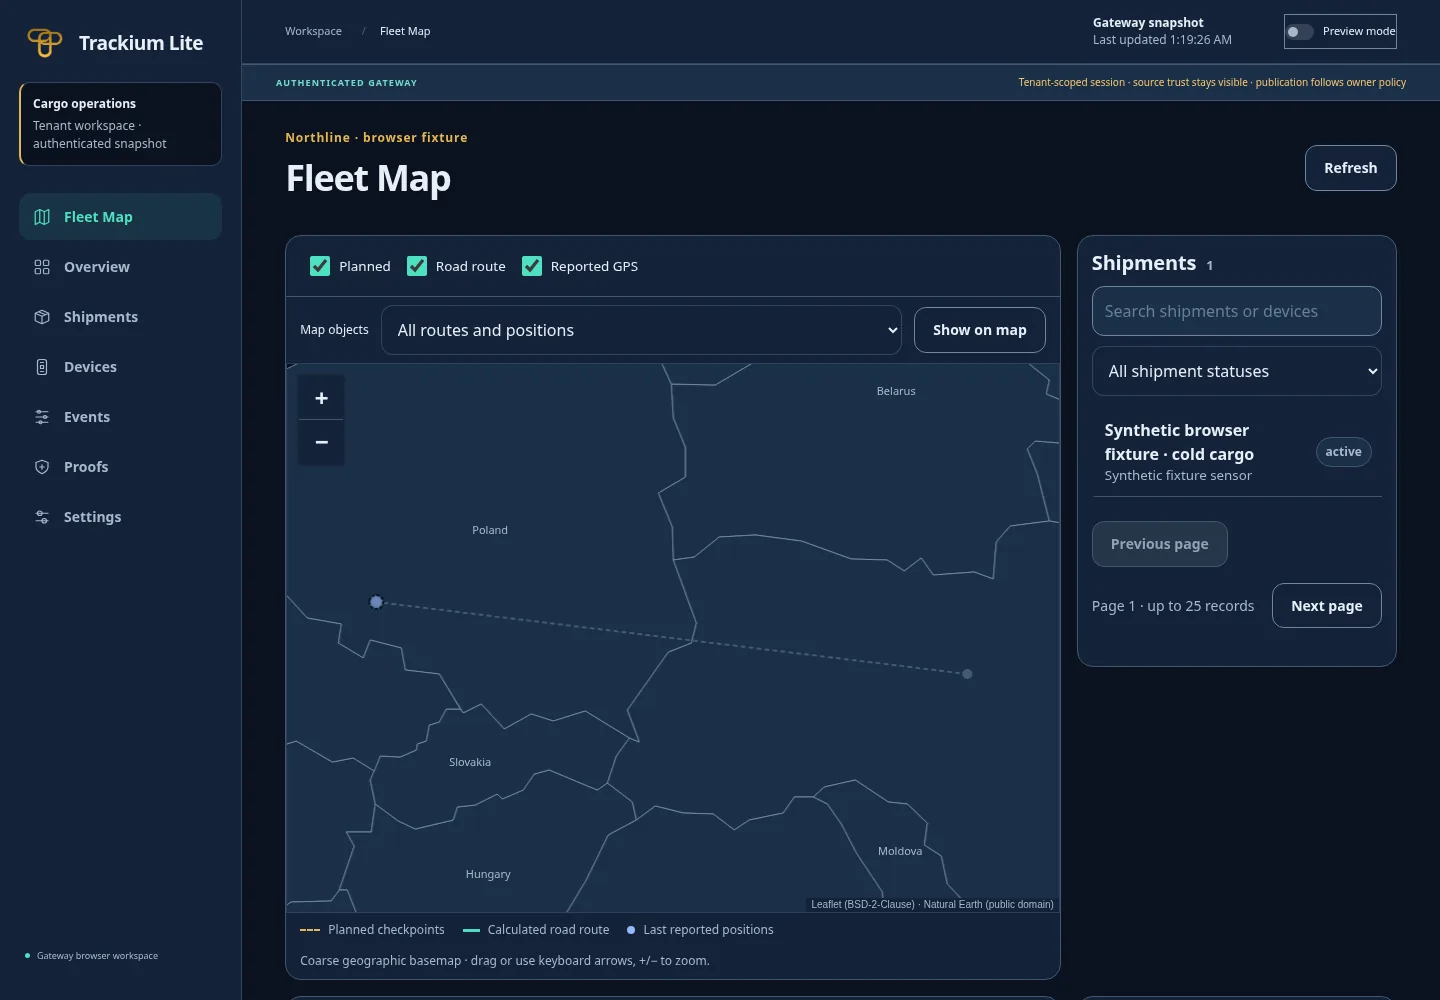 Trackium Lite
Cargo operations
Tenant workspace ·
authenticated snapshot
Fleet Map
Overview
Shipments
Devices
Events
Proofs
Settings
Gateway browser workspace
Workspace / Fleet Map
Gateway snapshot
Last updated 1:19:26 AM
Preview mode
AUTHENTICATED GATEWAY
Tenant-scoped session · source trust stays visible · publication follows owner policy
Northline · browser fixture
Fleet Map
Refresh
Planned
Road route
Reported GPS
Map objects
All routes and positions
Show on map
+
−
Belarus
Poland
Slovakia
Moldova
Hungary
Leaflet (BSD-2-Clause) · Natural Earth (public domain)
Planned checkpoints
Calculated road route
Last reported positions
Coarse geographic basemap · drag or use keyboard arrows, +/− to zoom.
Shipments 1
Search shipments or devices
All shipment statuses
Synthetic browser
fixture · cold cargo
Synthetic fixture sensor
active
Previous page
Page 1 · up to 25 records
Next page